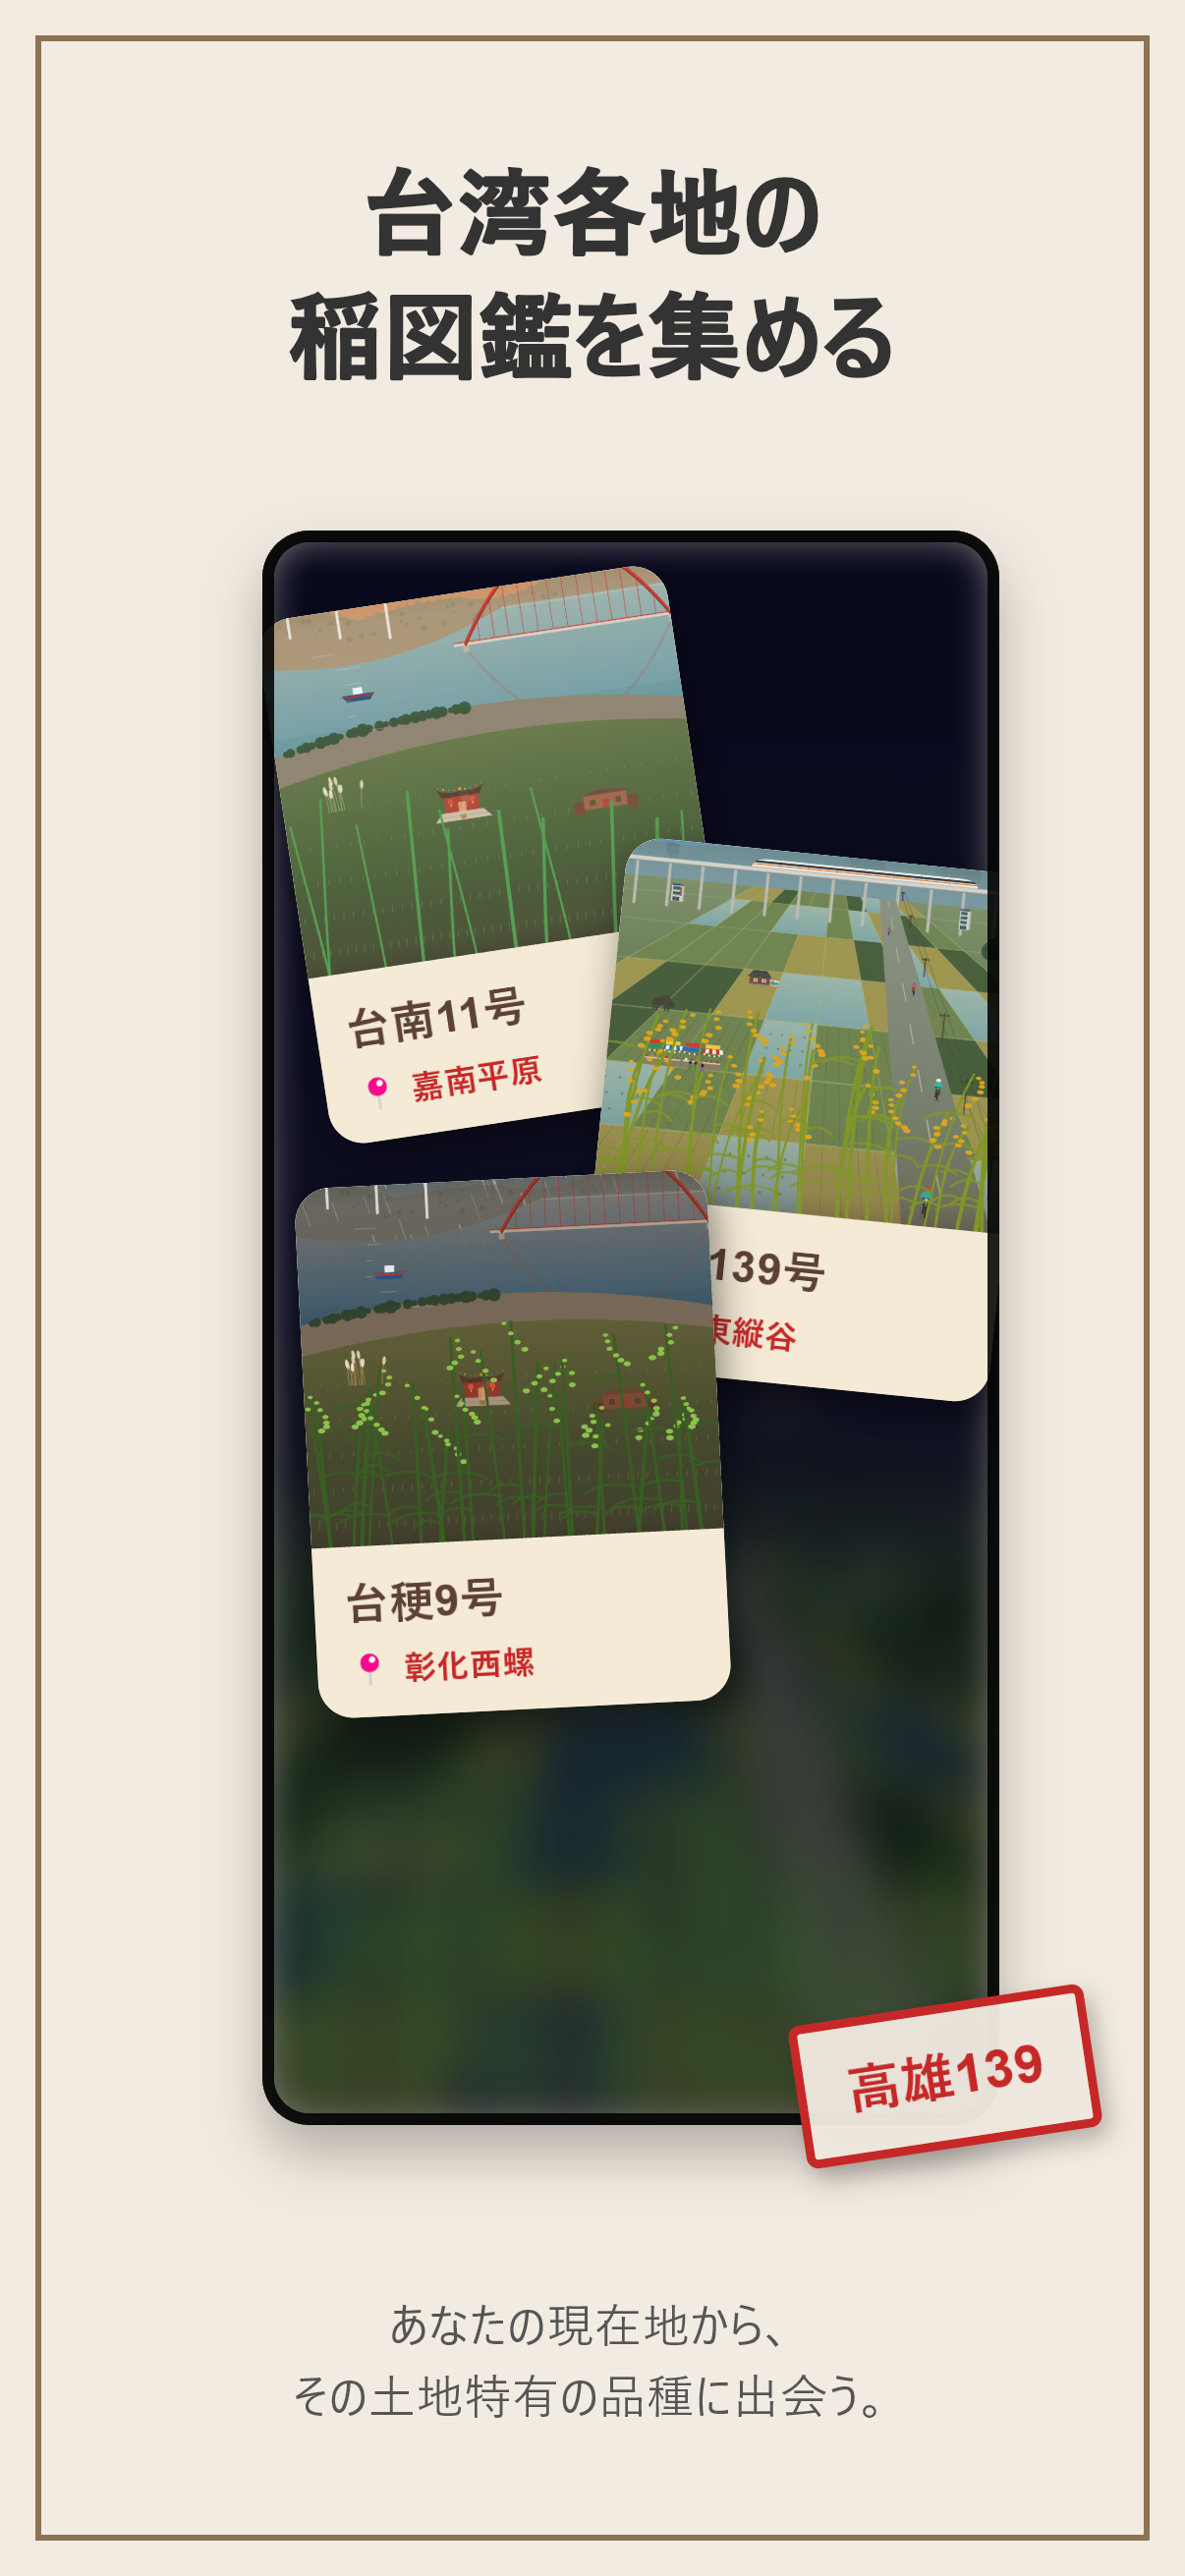 台湾各地の
稲図鑑を集める
台南11号
嘉南平原
139号
東縦谷
台稉9号
彰化西螺
高雄139
あなたの現在地から、
その土地特有の品種に出会う。